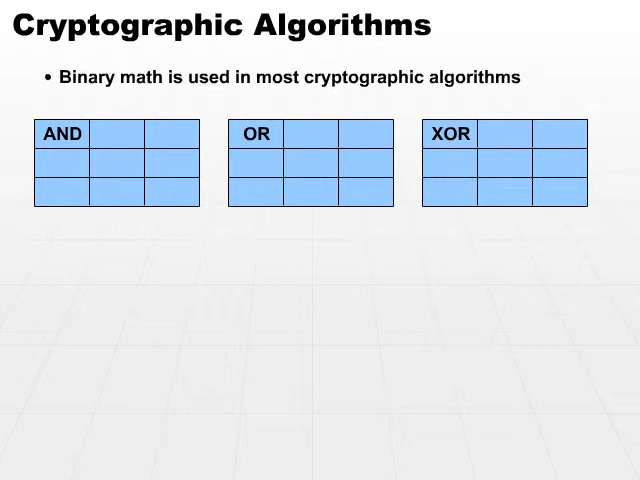 Cryptographic Algorithms
• Binary math is used in most cryptographic algorithms
AND OR XOR